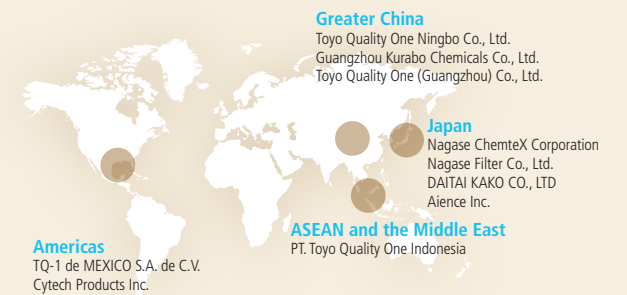 Greater China
Toyo Quality One Ningbo Co., Ltd.
Guangzhou Kurabo Chemicals Co., Ltd.
Toyo Quality One (Guangzhou) Co., Ltd.
Japan
Nagase ChemteX Corporation
Nagase Filter Co., Ltd.
DAITAI KAKO CO., LTD
Aience Inc.
ASEAN and the Middle East
PT. Toyo Quality One Indonesia
Americas
TQ-1 de MEXICO S.A. de C.V.
Cytech Products Inc.